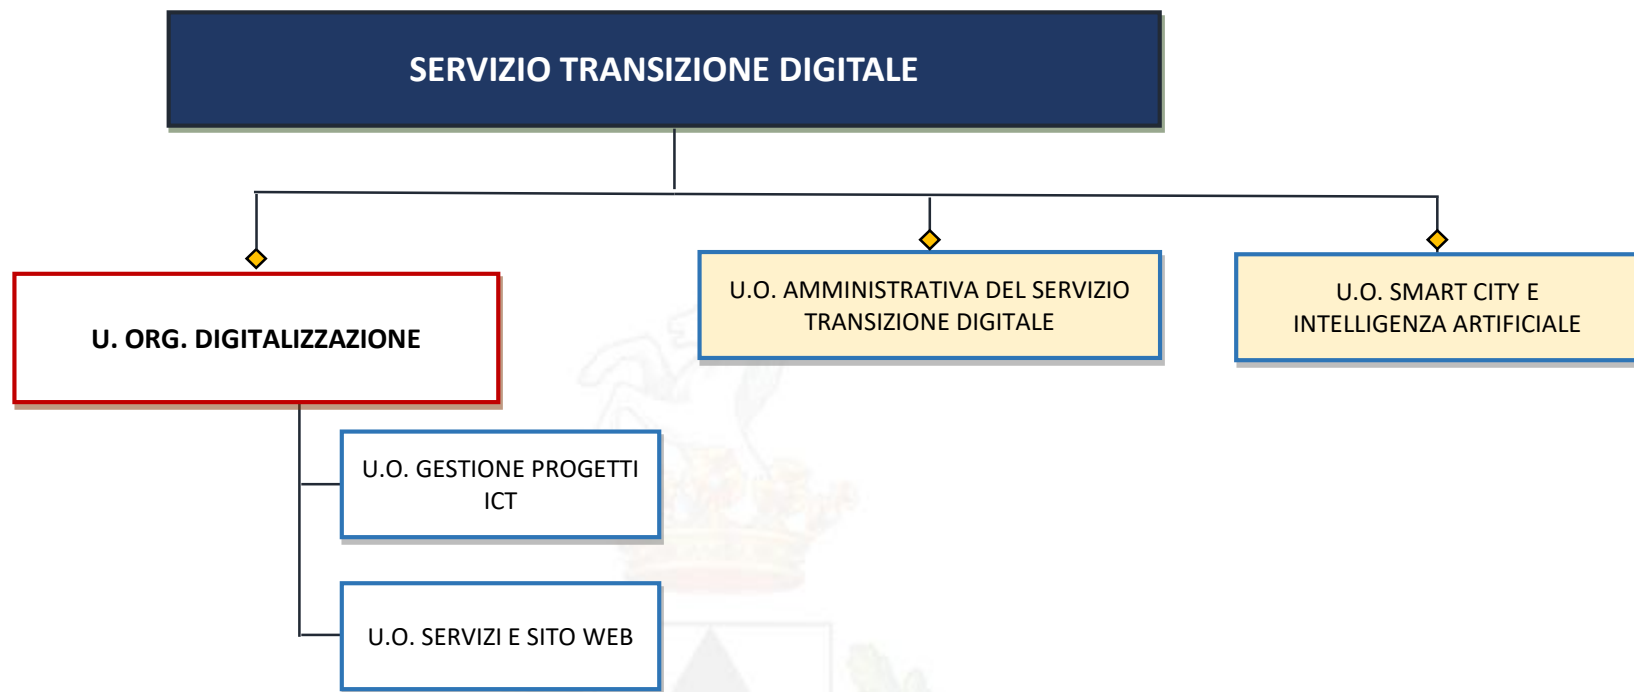 SERVIZIO TRANSIZIONE DIGITALE
U. ORG. DIGITALIZZAZIONE
U.O. AMMINISTRATIVA DEL SERVIZIO
TRANSIZIONE DIGITALE
U.O. SMART CITY E
INTELLIGENZA ARTIFICIALE
U.O. GESTIONE PROGETTI
ICT
U.O. SERVIZI E SITO WEB